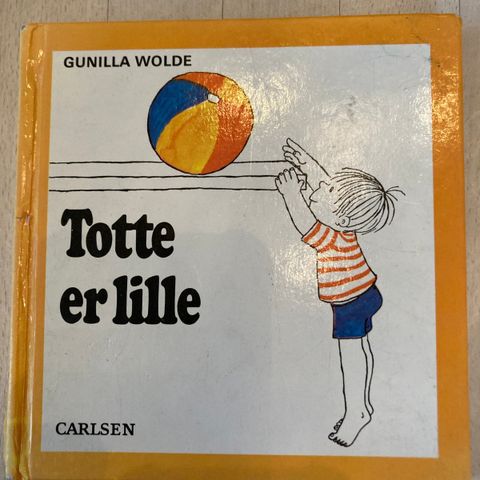 GUNILLA WOLDE
Totte
er lille
CARLSEN